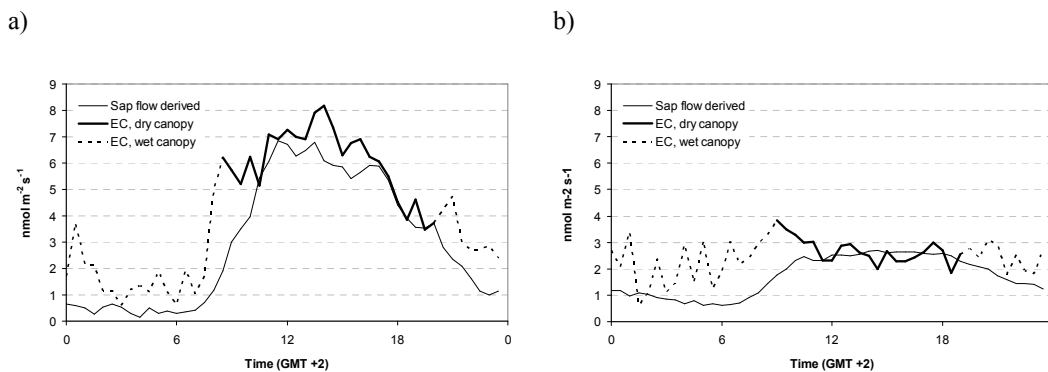 a)
b)
9
8
7
6
5
4
3
2
1
0
nmol m-2 s-1
Sap flow derived
EC, dry canopy
EC, wet canopy
0 6 12 18 0
Time (GMT +2)
9
8
7
6
5
4
3
2
1
0
nmol m-2 s-1
Sap flow derived
EC, dry canopy
EC, wet canopy
0 6 12 18
Time (GMT +2)